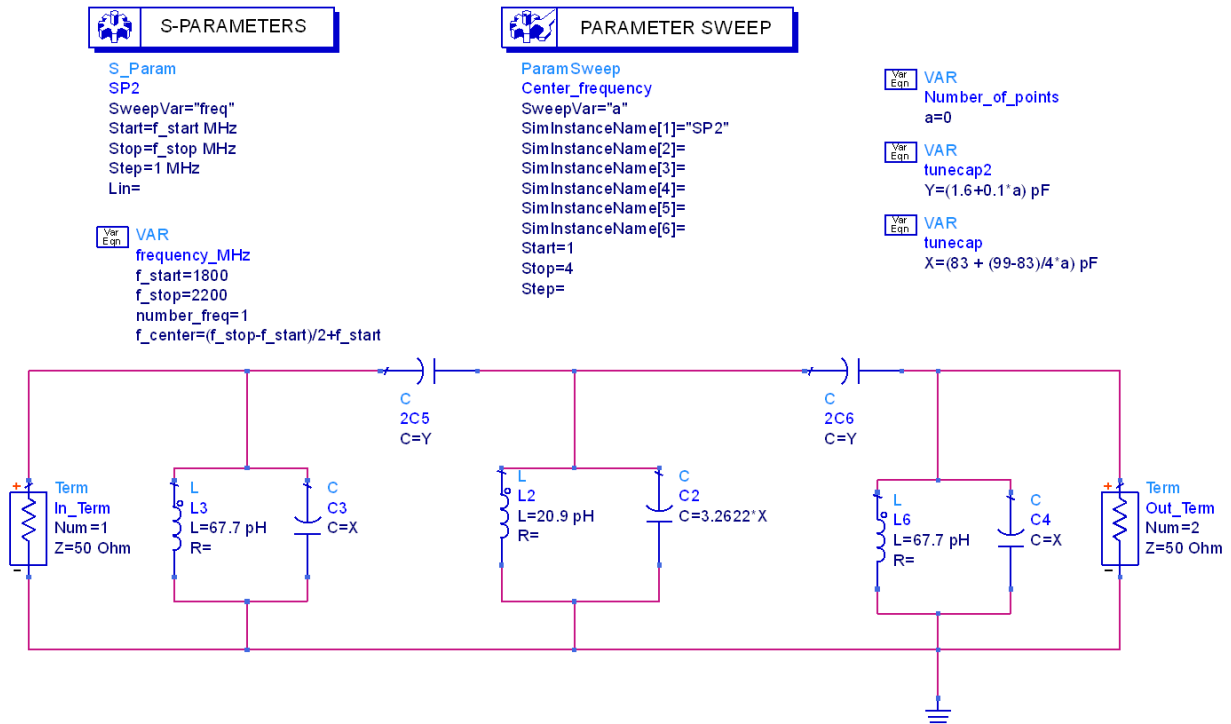 S-PARAMETERS
S_Param
SP2
SweepVar="freq"
Start=f_start MHz
Stop=f_stop MHz
Step=1 MHz
Lin=
Var
Eqn
VAR
frequency_MHz
f_start=1800
f_stop=2200
number_freq=1
f_center=(f_stop-f_start)/2+f_start
PARAMETER SWEEP
ParamSweep
Center_frequency
SweepVar="a"
SimInstanceName[1]="SP2"
SimInstanceName[2]=
SimInstanceName[3]=
SimInstanceName[4]=
SimInstanceName[5]=
SimInstanceName[6]=
Start=1
Stop=4
Step=
Var
Eqn
VAR
Number_of_points
a=0
Var
Eqn
VAR
tunecap2
Y=(1.6+0.1*a) pF
Var
Eqn
VAR
tunecap
X=(83 + (99-83)/4*a) pF
C
2C5
C=Y
C
2C6
C=Y
+
-
Term
In_Term
Num=1
Z=50 Ohm
L
L3
L=67.7 pH
R=
C
C3
C=X
L
L2
L=20.9 pH
R=
C
C2
C=3.2622*X
L
L6
L=67.7 pH
R=
C
C4
C=X
+
-
Term
Out_Term
Num=2
Z=50 Ohm